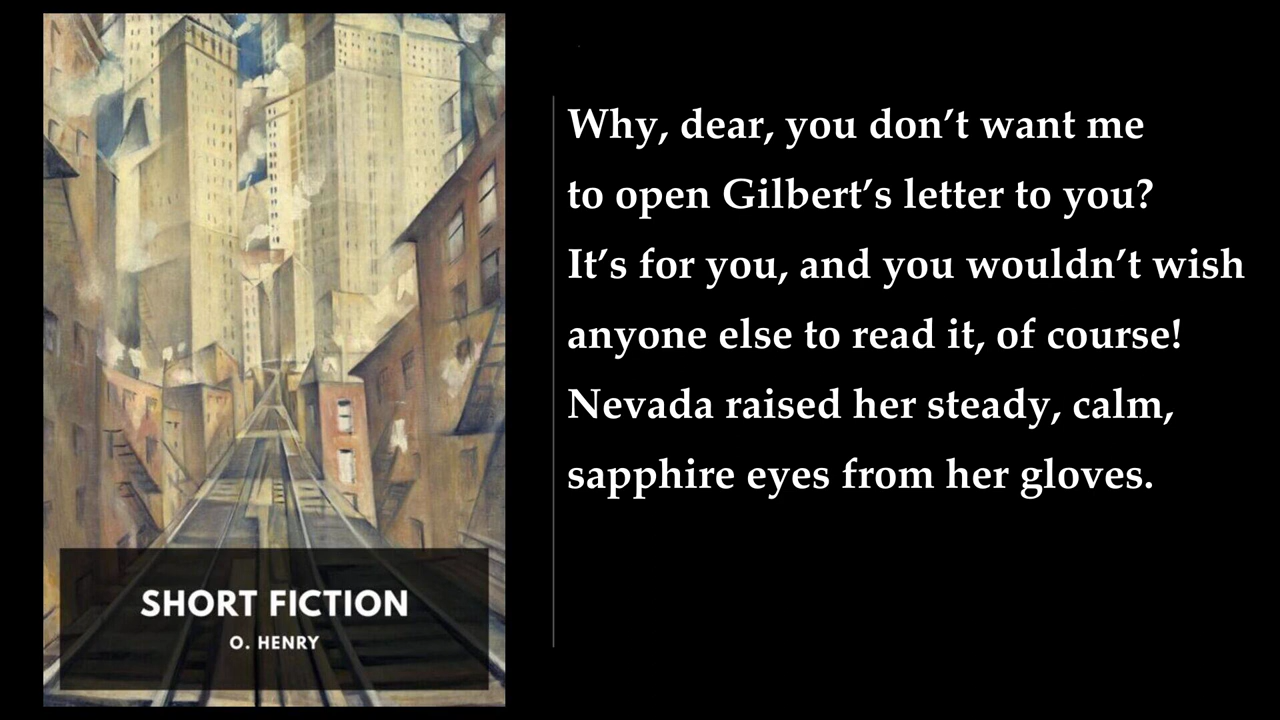 SHORT FICTION
O. HENRY
Why, dear, you don’t want me
to open Gilbert’s letter to you?
It’s for you, and you wouldn’t wish
anyone else to read it, of course!
Nevada raised her steady, calm,
sapphire eyes from her gloves.